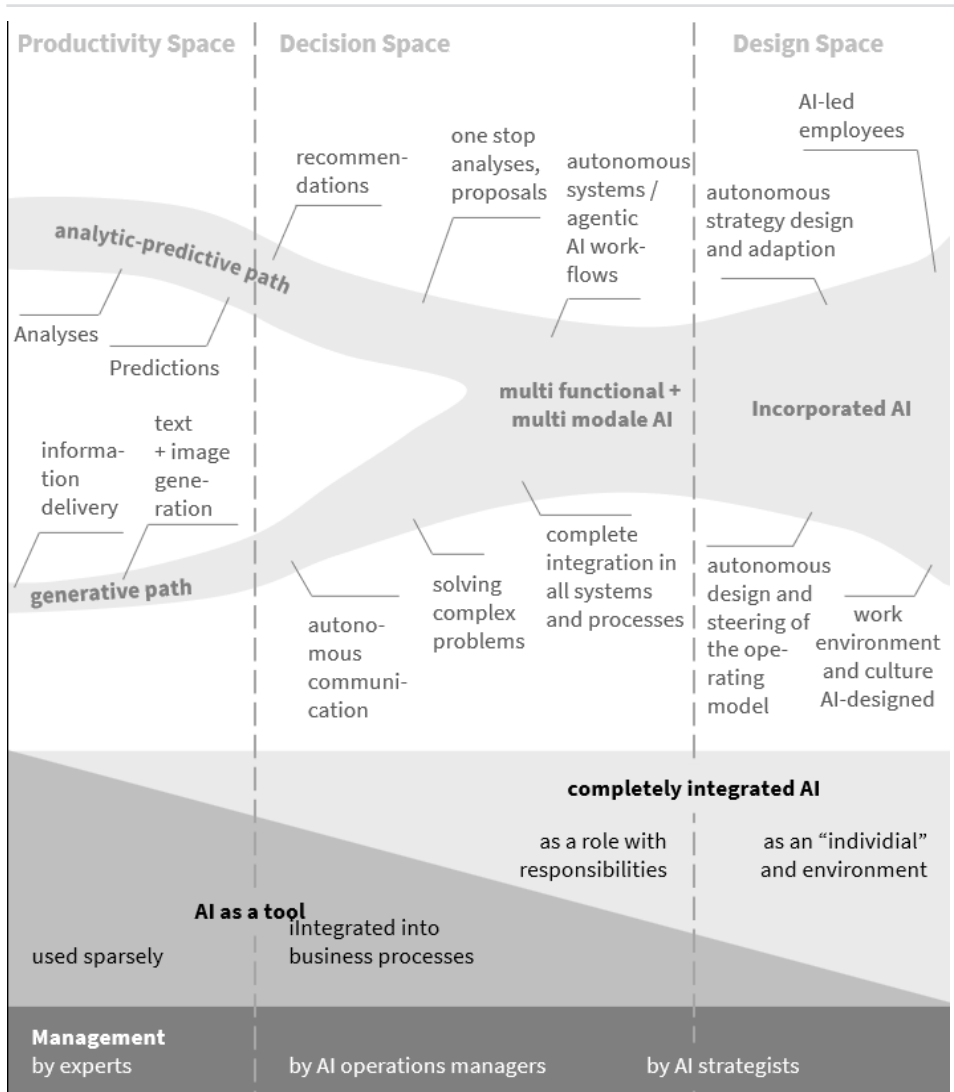 Productivity Space
Decision Space
Design Space
AI-led
employees
recommen-
dations
one stop
analyses,
proposals
autonomous
systems /
agentic
AI work-
flows
autonomous
strategy design
and adaption
analytic-predictive path
Analyses
Predictions
multi functional +
multi modale AI
Incorporated AI
informa-
tion
delivery
text
+ image
gene-
ration
generative path
autono-
mous
communi-
cation
solving
complex
problems
complete
integration in
all systems
and processes
autonomous
design and
steering of
the ope-
rating
model
work
environment
and culture
AI-designed
completely integrated AI
as a role with
responsibilities
as an “individial”
and environment
AI as a tool
used sparsely
iIntegrated into
business processes
Management
by experts
by AI operations managers
by AI strategists